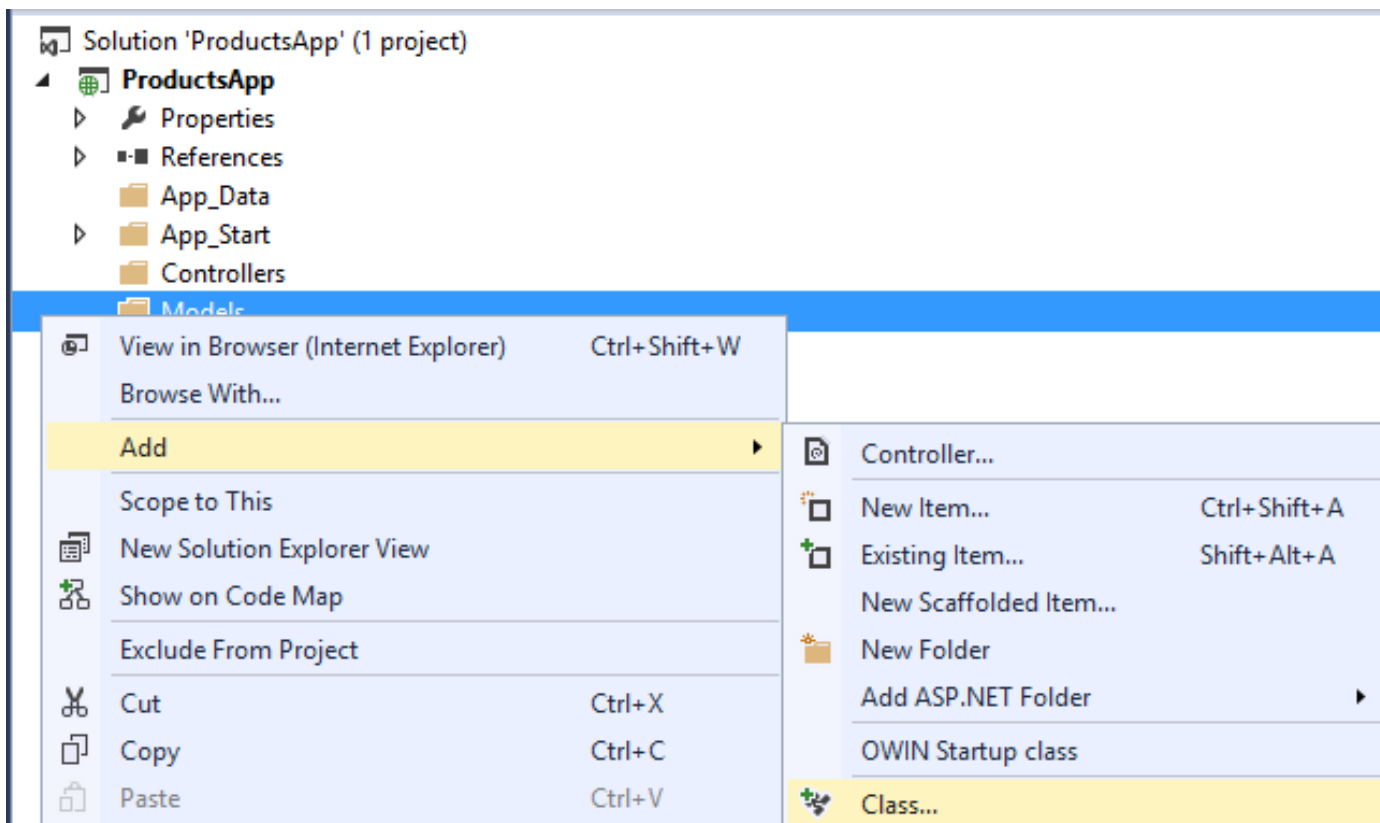 Solution 'ProductsApp' (1 project)
ProductsApp
Properties
References
App_Data
App_Start
Controllers
Models
View in Browser (Internet Explorer) Ctrl+Shift+W
Browse With...
Add
Scope to This
New Solution Explorer View
Show on Code Map
Exclude From Project
Cut Ctrl+X
Copy Ctrl+C
Paste Ctrl+V
Controller...
New Item... Ctrl+Shift+A
Existing Item... Shift+Alt+A
New Scaffolded Item...
New Folder
Add ASP.NET Folder
OWIN Startup class
Class...